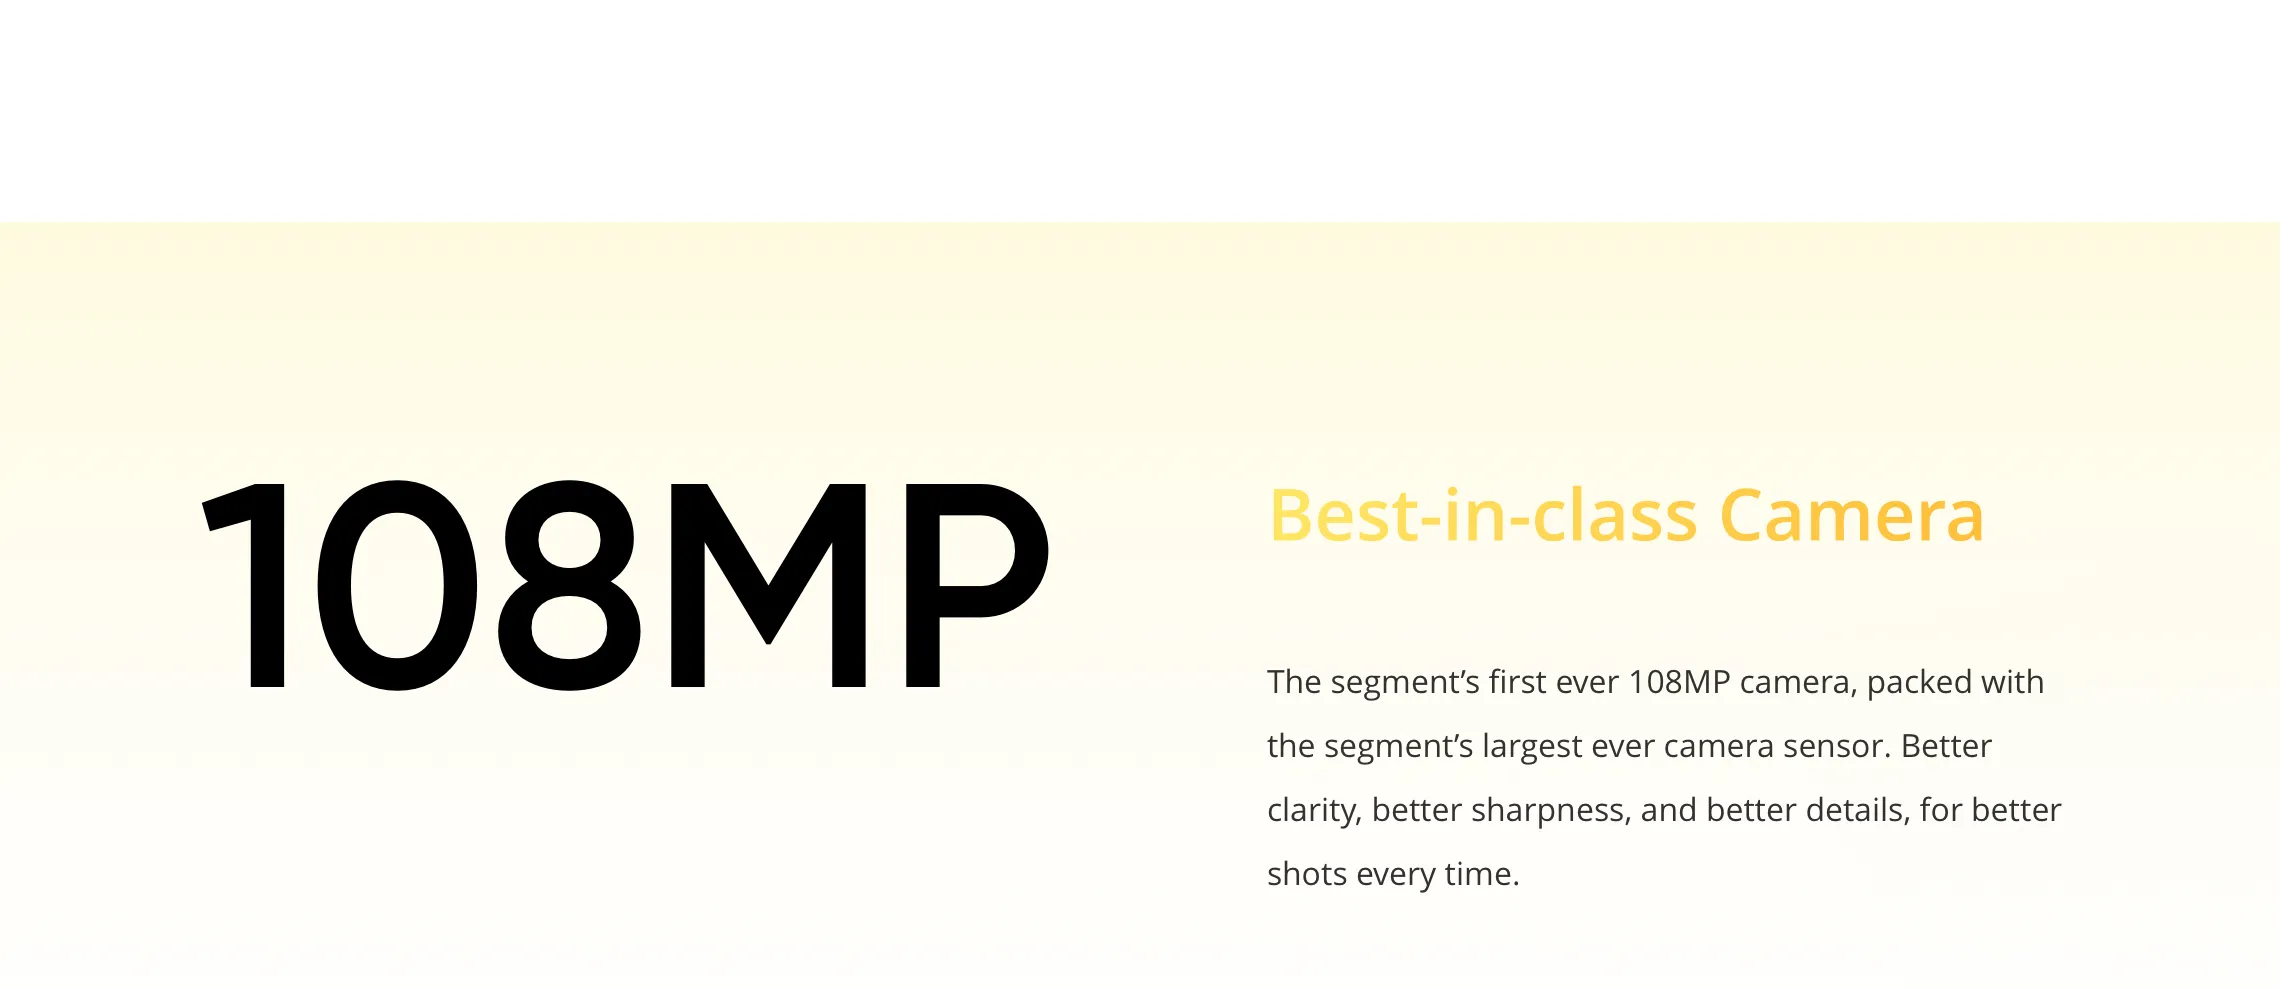 108MP
Best-in-class Camera
The segment’s first ever 108MP camera, packed with
the segment’s largest ever camera sensor. Better
clarity, better sharpness, and better details, for better
shots every time.